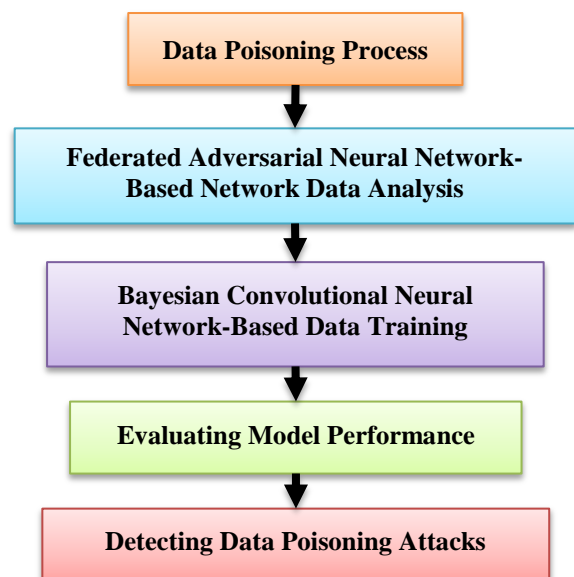 Data Poisoning Process
Federated Adversarial Neural Network-
Based Network Data Analysis
Bayesian Convolutional Neural
Network-Based Data Training
Evaluating Model Performance
Detecting Data Poisoning Attacks